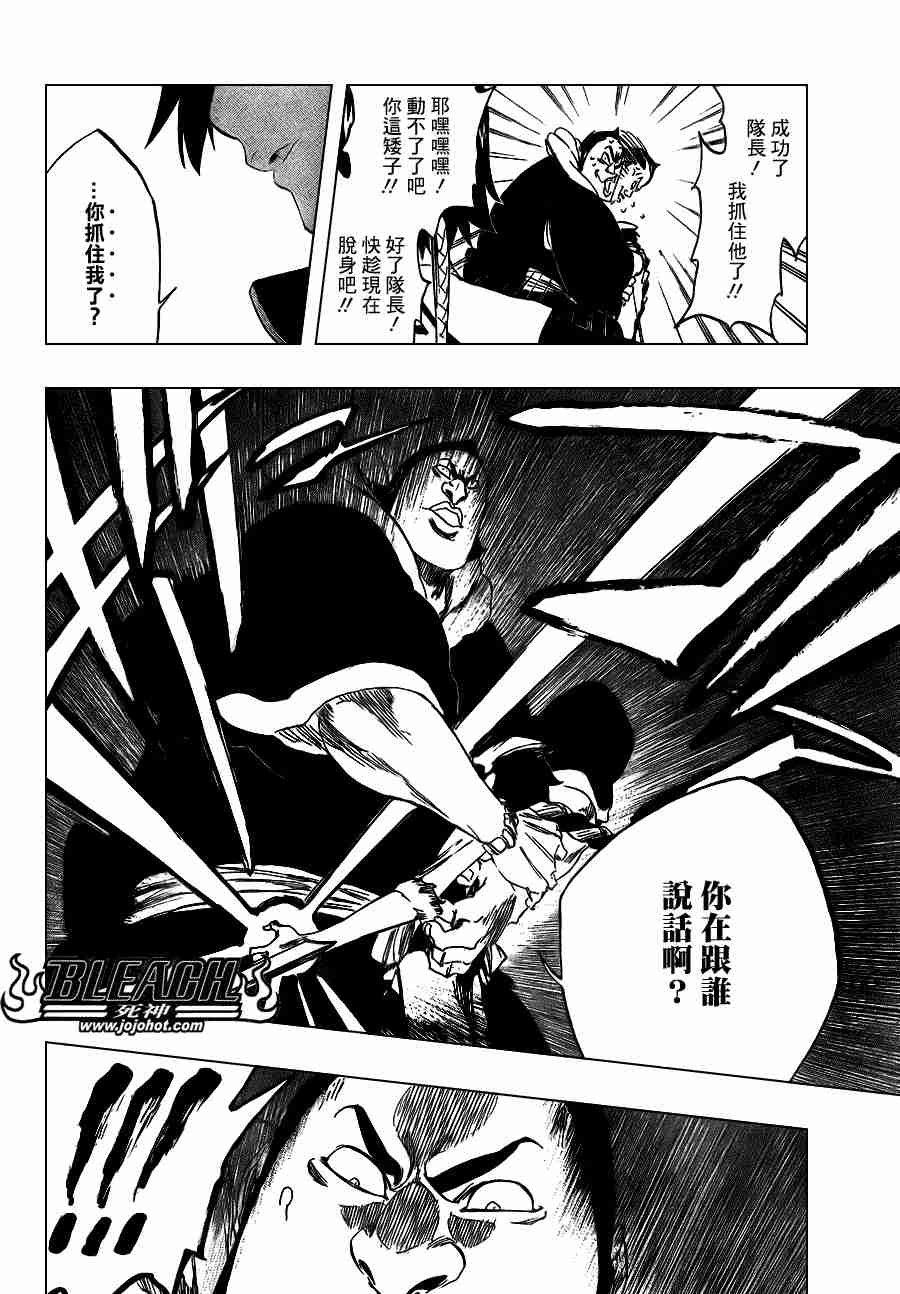 成功了
隊長！
我抓住他了!!
耶嘿嘿嘿！
動不了了吧
你這矮子!!
好了隊長！
快趁現在
脫身吧!!
…你抓住我了？
你在跟誰
說話啊？
BLEACH
死神
www.jojohot.com
!!!